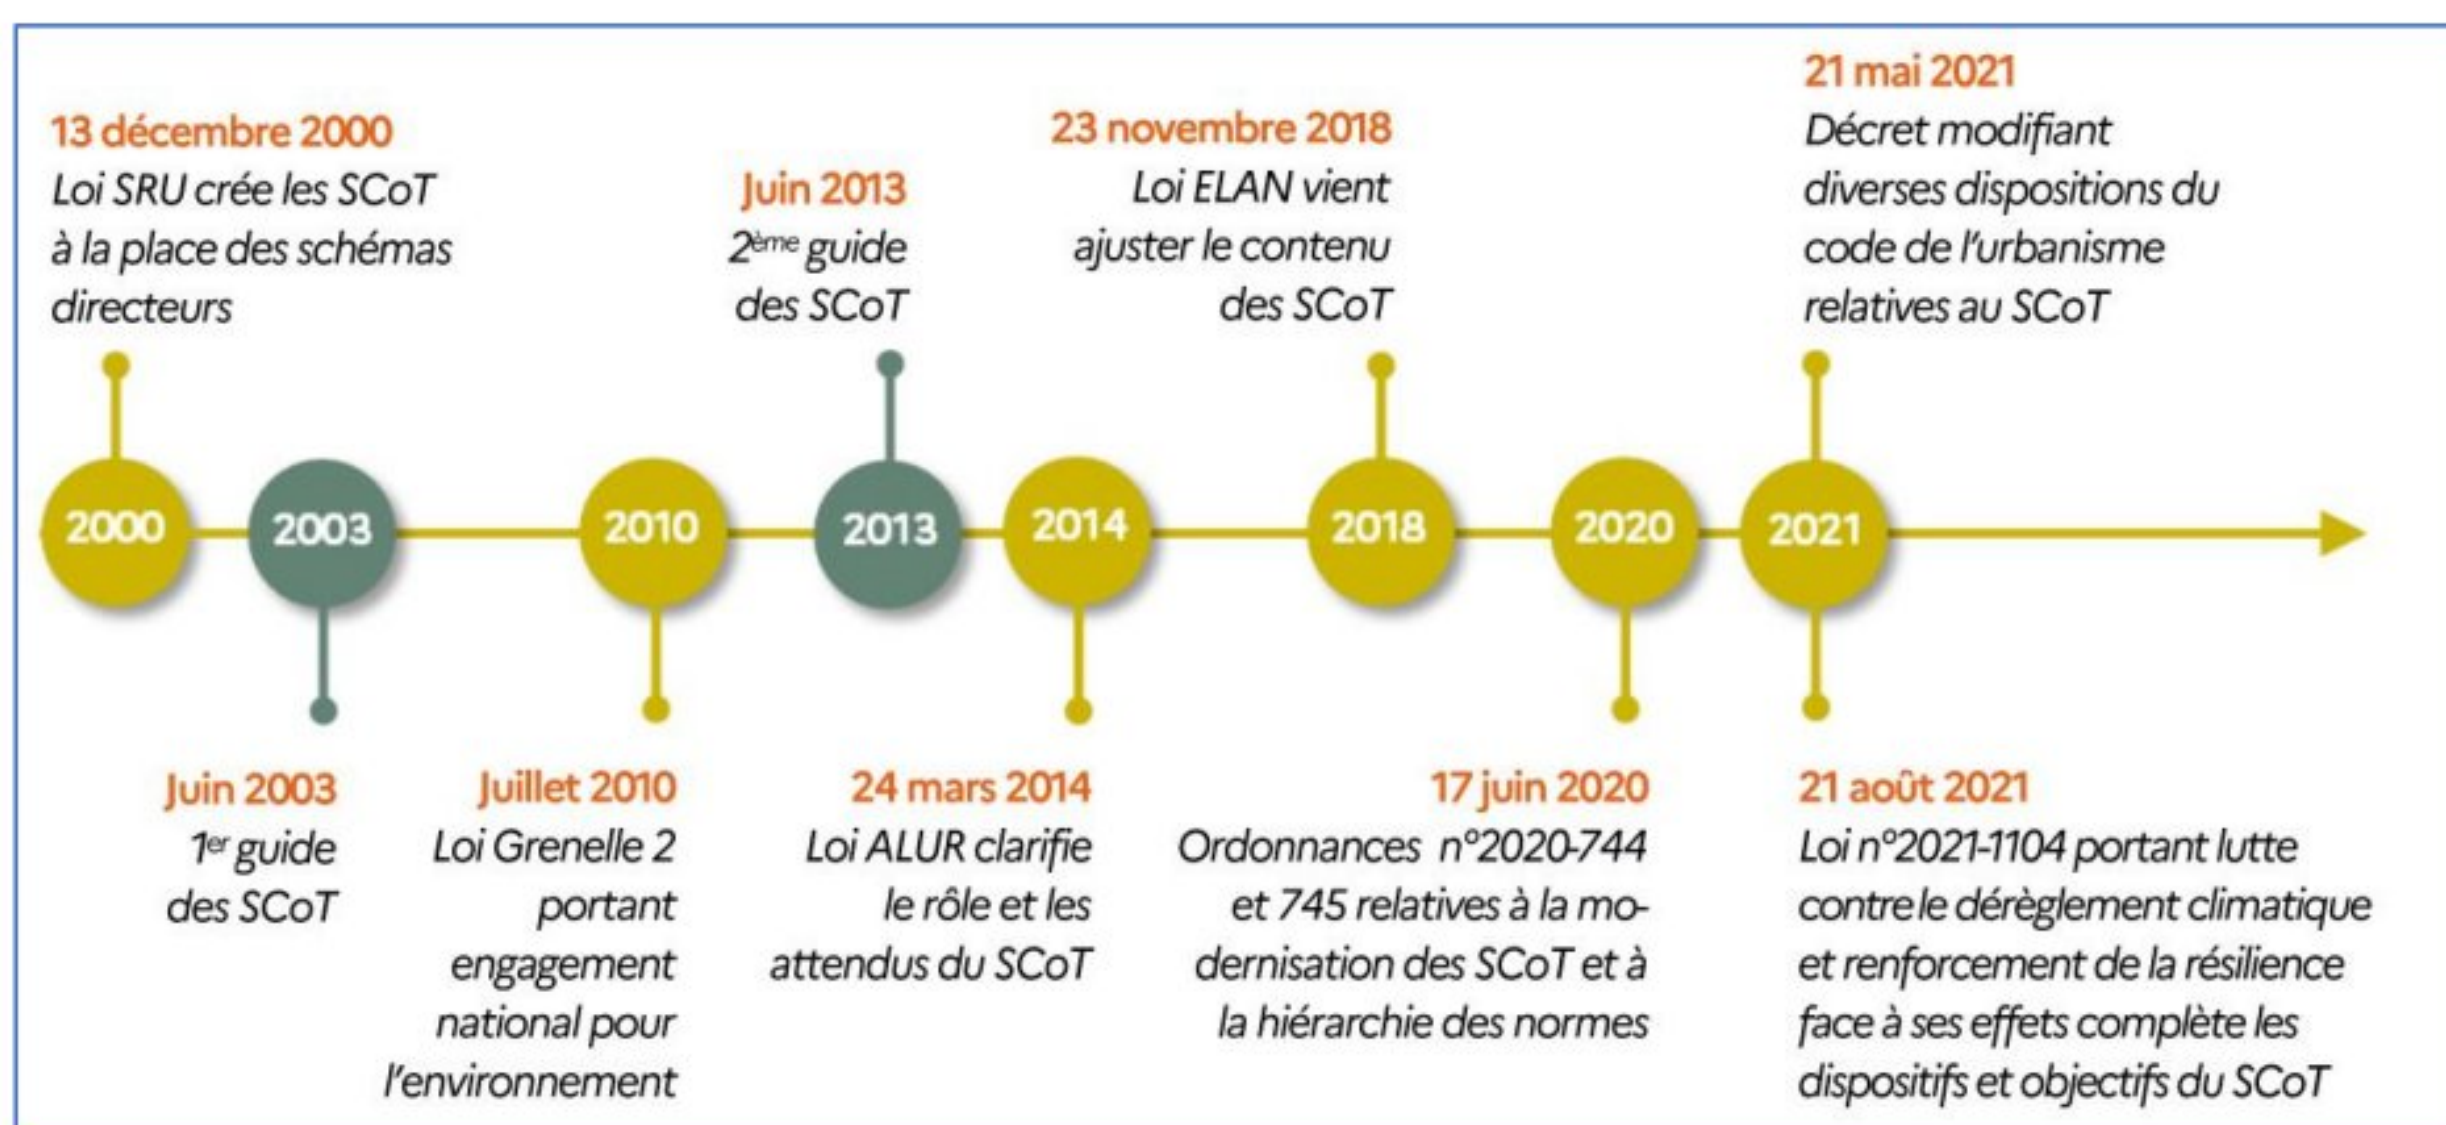 13 décembre 2000
Loi SRU crée les SCoT
à la place des schémas
directeurs
Juin 2013
2ème guide
des SCoT
23 novembre 2018
Loi ELAN vient
ajuster le contenu
des SCoT
21 mai 2021
Décret modifiant
diverses dispositions du
code de l'urbanisme
relatives au SCoT
2000
2003
2010
2013
2014
2018
2020
2021
Juin 2003
1er guide
des SCoT
Juillet 2010
Loi Grenelle 2
portant
engagement
national pour
l'environnement
24 mars 2014
Loi ALUR clarifie
le rôle et les
attendus du SCoT
17 juin 2020
Ordonnances n°2020-744
et 745 relatives à la mo-
dernisation des SCoT et à
la hiérarchie des normes
21 août 2021
Loi n°2021-1104 portant lutte
contre le dérèglement climatique
et renforcement de la résilience
face à ses effets complète les
dispositifs et objectifs du SCoT